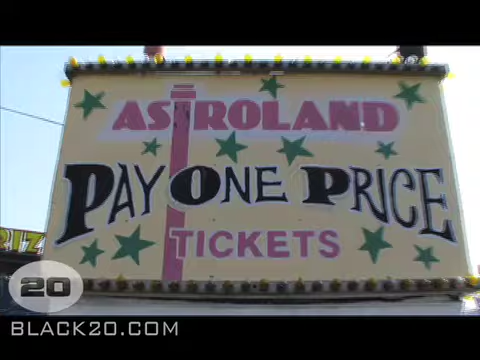 ASTROLAND
PAY ONE PRICE
TICKETS
20
BLACK20.COM